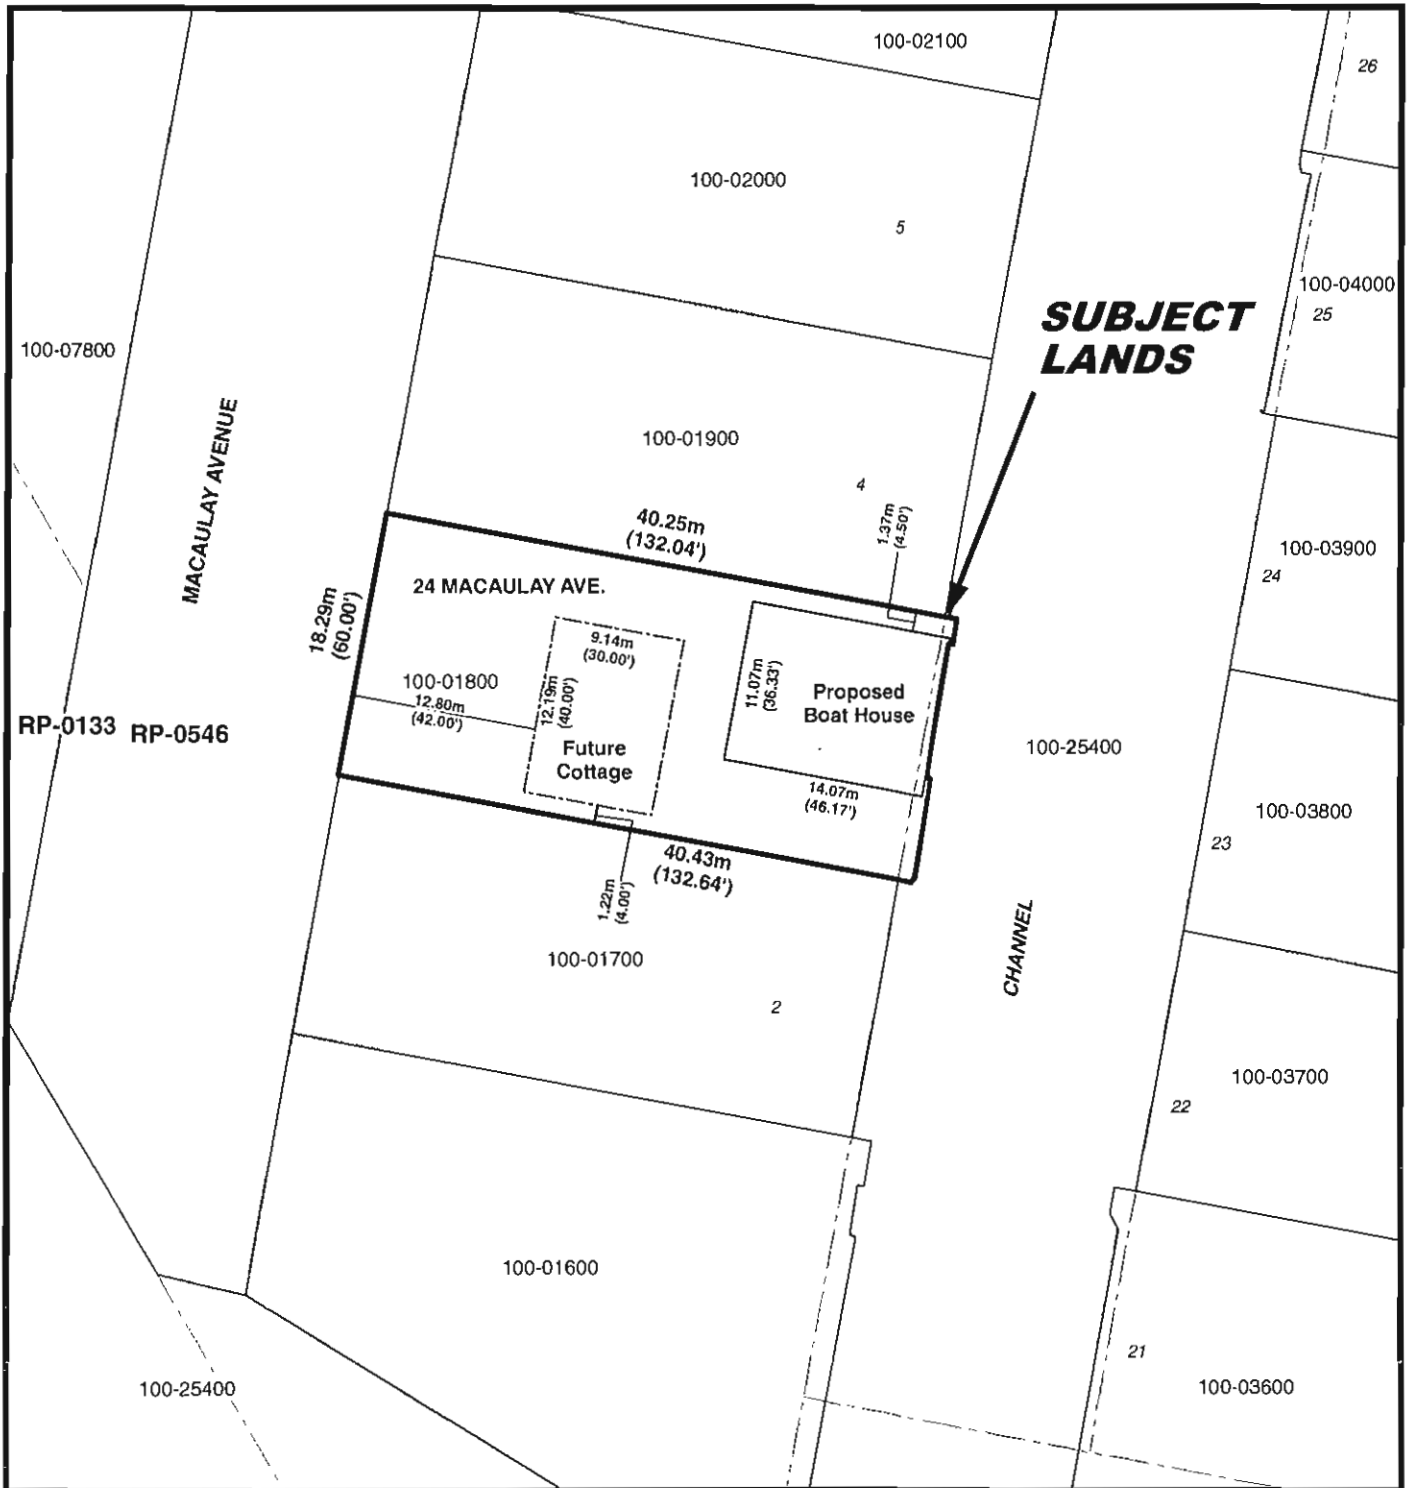 100-02100
26
100-02000
5
100-04000
25
SUBJECT
LANDS
100-07800
MACAULAY AVENUE
100-01900
4
1.37m
(4.50')
40.25m
(132.04')
100-03900
24
24 MACAULAY AVE.
18.29m
(60.00')
9.14m
(30.00')
100-01800
12.80m
(42.00')
12.19m
(40.00')
11.07m
(36.33')
Proposed
Boat House
RP-0133
RP-0546
Future
Cottage
100-25400
14.07m
(46.17')
100-03800
23
40.43m
(132.64')
1.22m
(4.00')
CHANNEL
100-01700
2
100-03700
22
100-01600
21
100-03600
100-25400